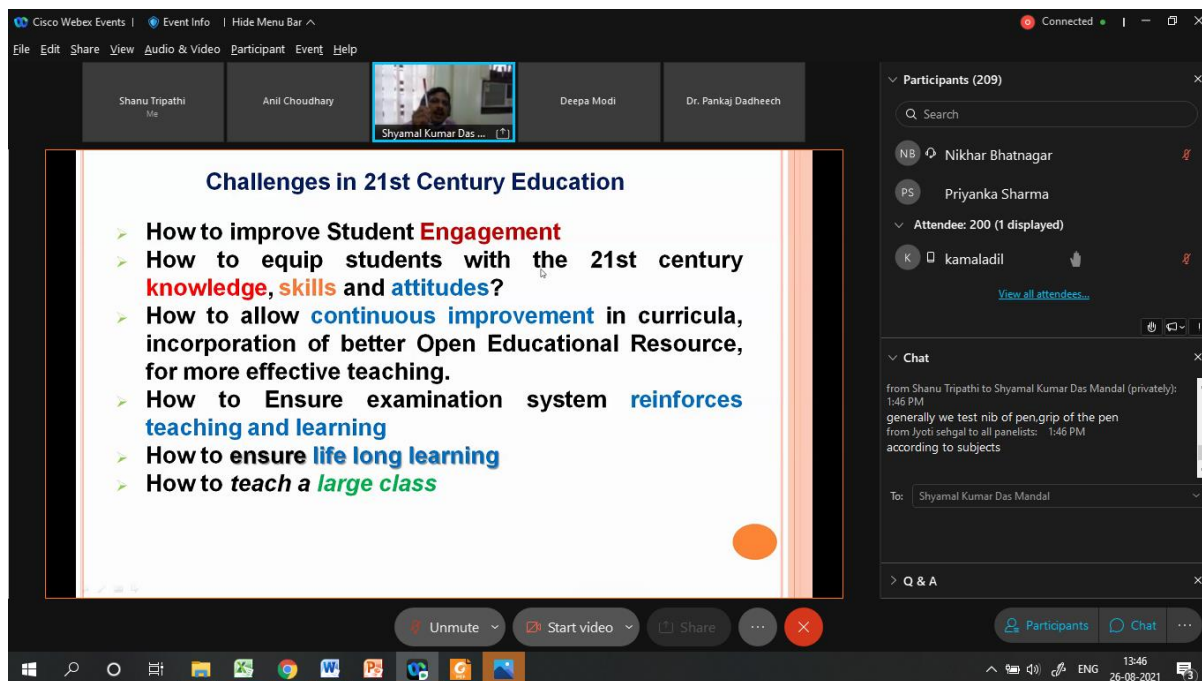 Cisco Webex Events | Event Info | Hide Menu Bar
Connected
File Edit Share View Audio & Video Participant Event Help
Shanu Tripathi
Me
Anil Choudhary
Shyamal Kumar Das ...
Deepa Modi
Dr. Pankaj Dadheech
Challenges in 21st Century Education
How to improve Student Engagement
How to equip students with the 21st century
knowledge, skills and attitudes?
How to allow continuous improvement in curricula,
incorporation of better Open Educational Resource,
for more effective teaching.
How to Ensure examination system reinforces
teaching and learning
How to ensure life long learning
How to teach a large class
Participants (209)
Search
NB Nikhar Bhatnagar
PS Priyanka Sharma
Attendee: 200 (1 displayed)
K kamaladil
View all attendees...
Chat
from Shanu Tripathi to Shyamal Kumar Das Mandal (privately):
1:46 PM
generally we test nib of pen,grip of the pen
from Jyoti sehgal to all panelists: 1:46 PM
according to subjects
To: Shyamal Kumar Das Mandal
Q & A
Unmute Start video Share
Participants Chat
ENG
13:46
26-08-2021